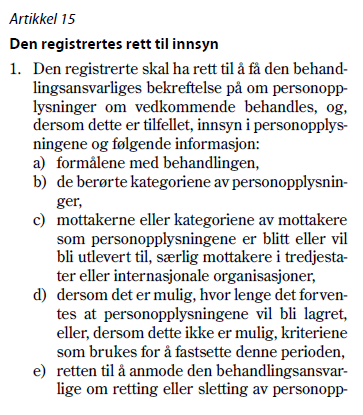 Artikkel 15
Den registrertes rett til innsyn
1. Den registrerte skal ha rett til å få den behand-
lingsansvarliges bekreftelse på om personopp-
lysninger om vedkommende behandles, og,
dersom dette er tilfellet, innsyn i personopplys-
ningene og følgende informasjon:
a) formålene med behandlingen,
b) de berørte kategoriene av personopplysnin-
ger,
c) mottakerne eller kategoriene av mottakere
som personopplysningene er blitt eller vil
bli utlevert til, særlig mottakere i tredjesta-
ter eller internasjonale organisasjoner,
d) dersom det er mulig, hvor lenge det forven-
tes at personopplysningene vil bli lagret,
eller, dersom dette ikke er mulig, kriteriene
som brukes for å fastsette denne perioden,
e) retten til å anmode den behandlingsansvar-
lige om retting eller sletting av personopp-